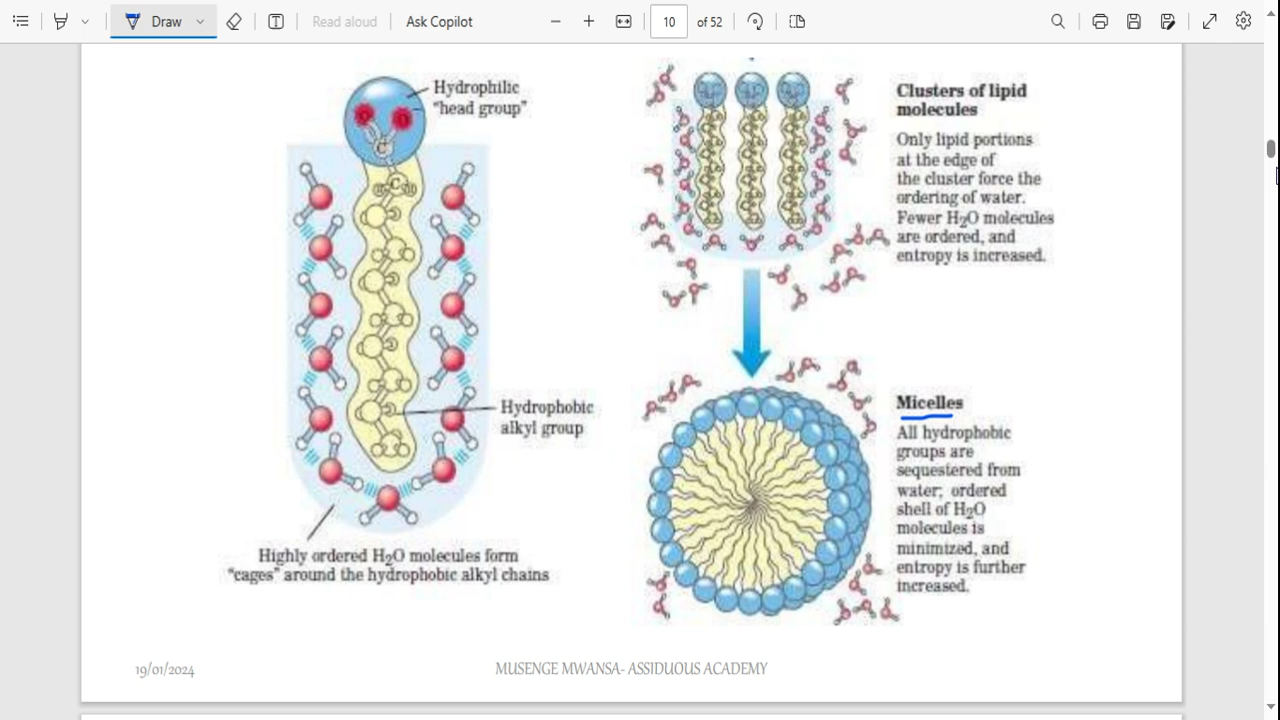 Draw
Read aloud
Ask Copilot
10
of 52
Hydrophilic
“head group”
Hydrophobic
alkyl group
Highly ordered H₂O molecules form
“cages” around the hydrophobic alkyl chains
Clusters of lipid
molecules
Only lipid portions
at the edge of
the cluster force the
ordering of water.
Fewer H₂O molecules
are ordered, and
entropy is increased.
Micelles
All hydrophobic
groups are
sequestered from
water; ordered
shell of H₂O
molecules is
minimized, and
entropy is further
increased.
19/01/2024
MUSENGE MWANSA- ASSIDUOUS ACADEMY